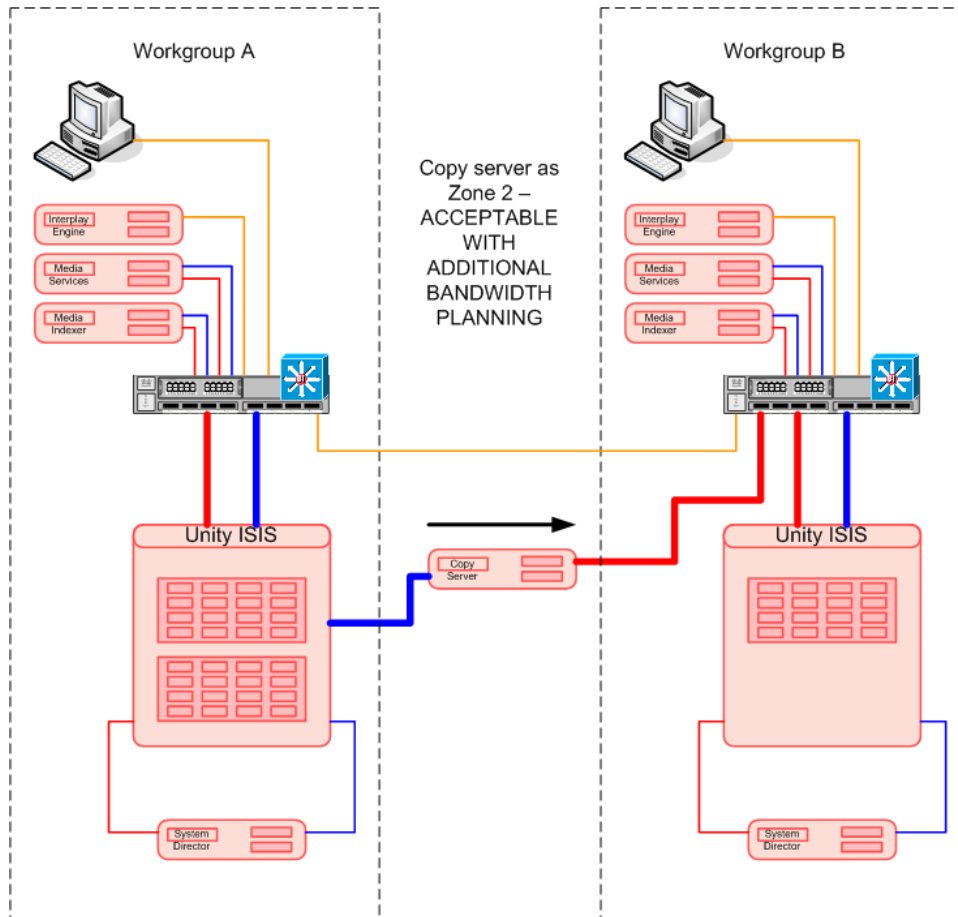 Workgroup A
Workgroup B
Copy server as
Zone 2 –
ACCEPTABLE
WITH
ADDITIONAL
BANDWIDTH
PLANNING
Interplay
Engine
Media
Services
Media
Indexer
Interplay
Engine
Media
Services
Media
Indexer
Unity ISIS
Copy
Server
Unity ISIS
System
Director
System
Director